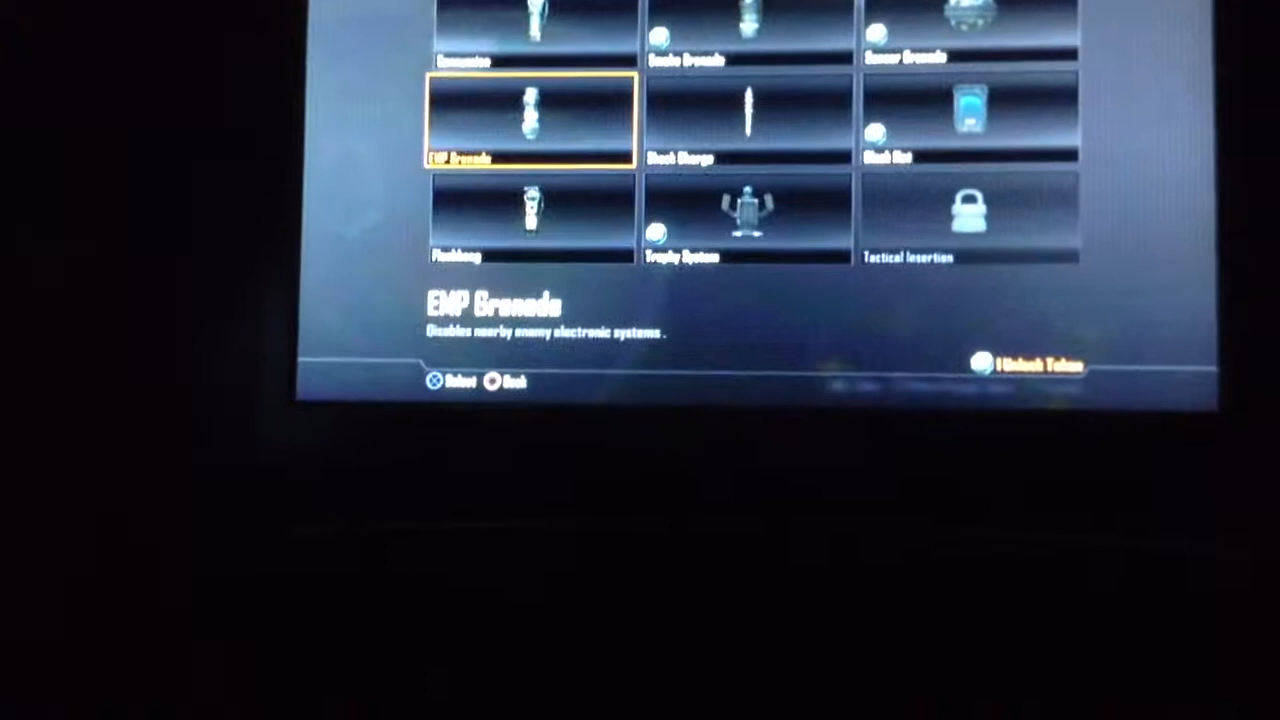 Concussion
Smoke Grenade
Sensor Grenade
EMP Grenade
Shock Charge
Black Hat
Flashbang
Trophy System
Tactical Insertion
EMP Grenade
Disables nearby enemy electronic systems.
1 Unlock Token
Select Back